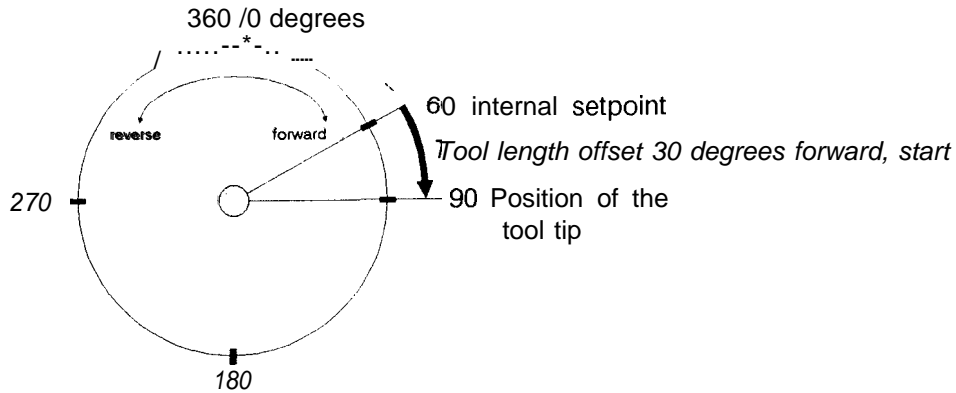 360 /0 degrees
reverse
forward
60 internal setpoint
Tool length offset 30 degrees forward, start
270
90 Position of the
tool tip
180